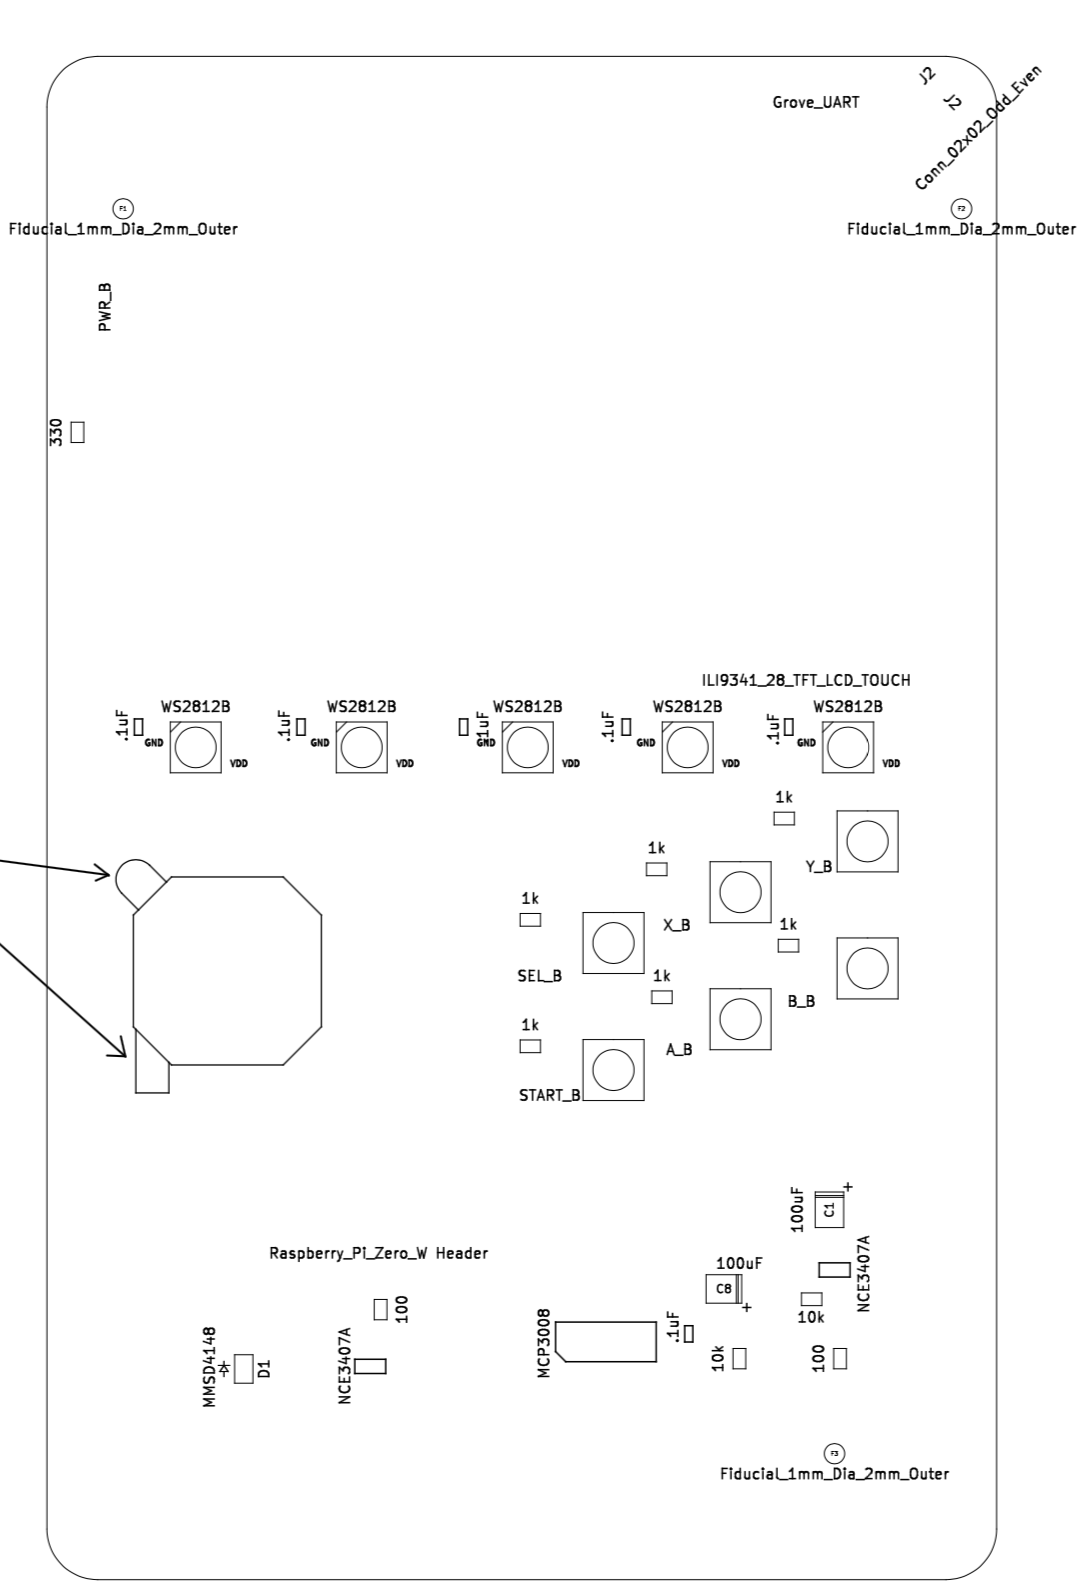 J2
Grove_UART
J2
Conn_02x02_Odd_Even
F1
F2
Fiducial_1mm_Dia_2mm_Outer
Fiducial_1mm_Dia_2mm_Outer
PWR_B
330
ILI9341_28_TFT_LCD_TOUCH
WS2812B
WS2812B
WS2812B
WS2812B
WS2812B
.1uF
GND
VDD
.1uF
GND
VDD
.1uF
GND
VDD
.1uF
GND
VDD
.1uF
GND
VDD
1k
1k
Y_B
1k
X_B
1k
SEL_B
1k
B_B
1k
A_B
START_B
100uF
C1
+
Raspberry_Pi_Zero_W Header
100uF
C8
+
NCE3407A
10k
100
MCP3008
.1uF
10k
100
MMSD4148
D1
NCE3407A
F3
Fiducial_1mm_Dia_2mm_Outer